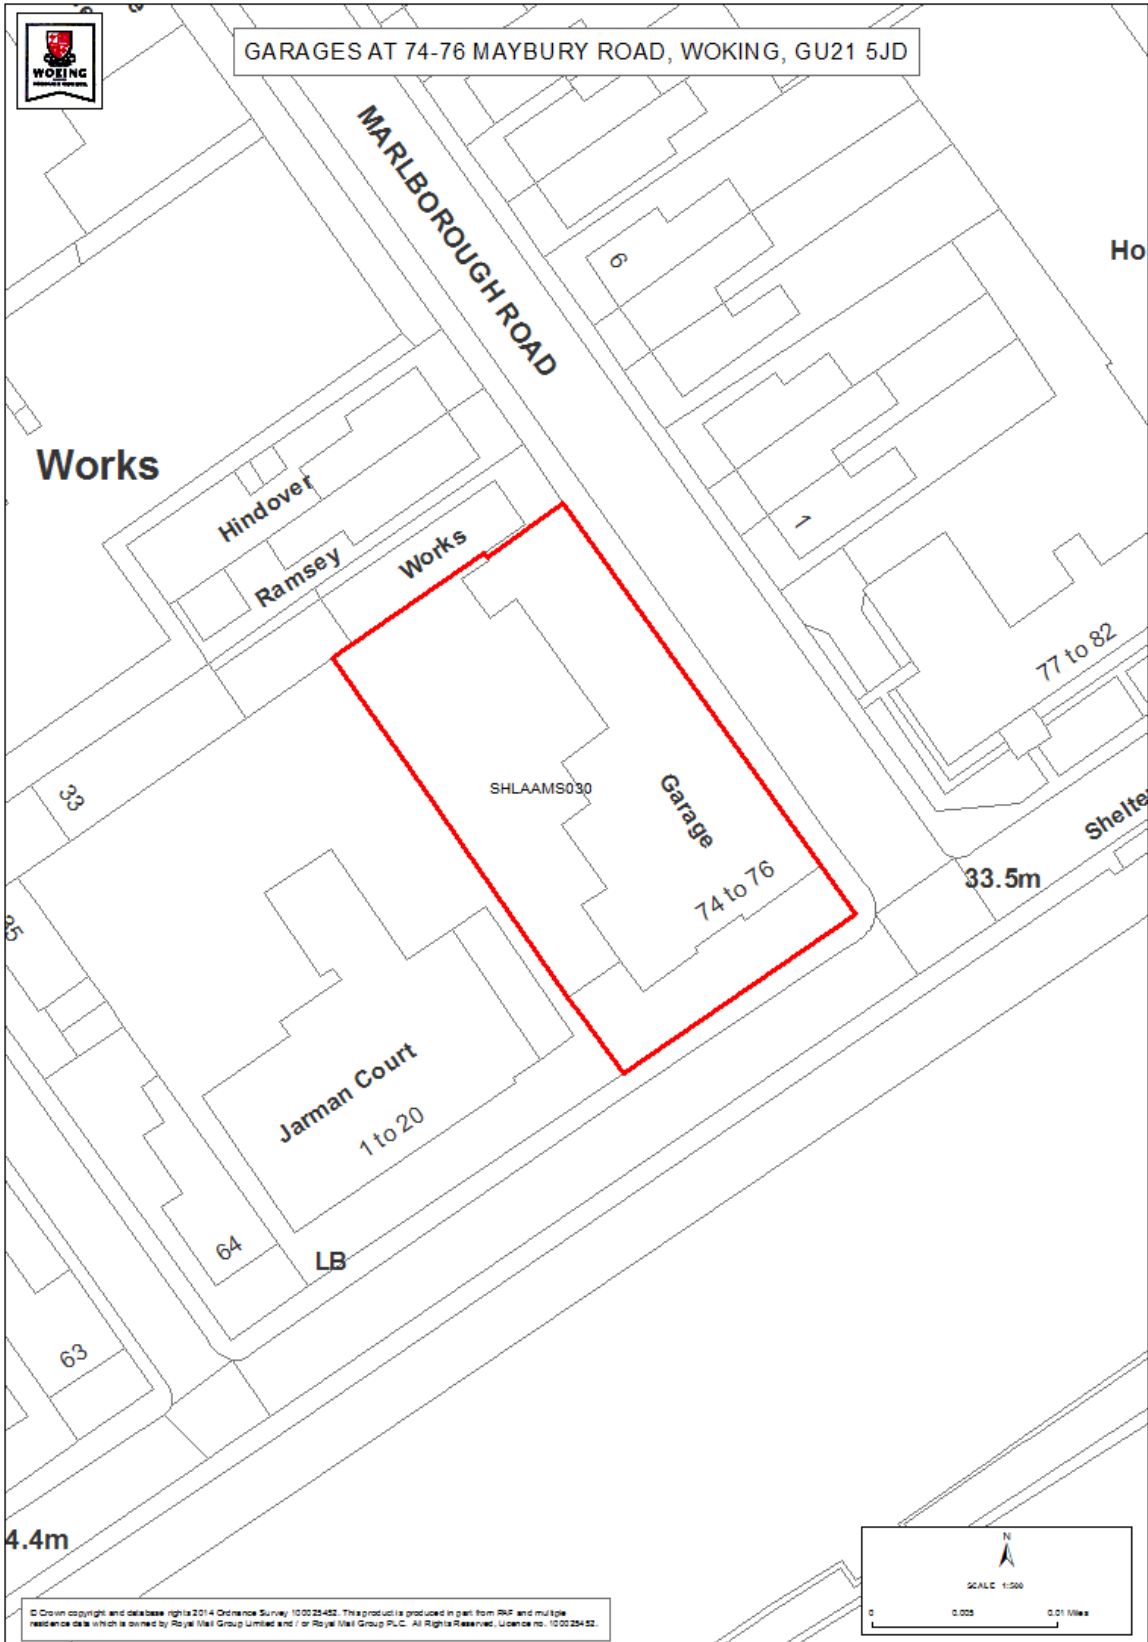 GARAGES AT 74-76 MAYBURY ROAD, WOKING, GU21 5JD
WOKING
MARLBOROUGH ROAD
6
Ho
Works
Hindover
1
Ramsey
Works
77 to 82
33
SHLAAMS030
Garage
Shelte
74 to 76
33.5m
35
Jarman Court
1 to 20
64
LB
63
4.4m
N
SCALE 1:500
0 0.005 0.01 Miles
© Crown copyright and database rights 2014 Ordnance Survey 100025452. This product is produced in part from PAF and multiple
residence data which is owned by Royal Mail Group Limited and / or Royal Mail Group PLC. All Rights Reserved, Licence no. 100025452.